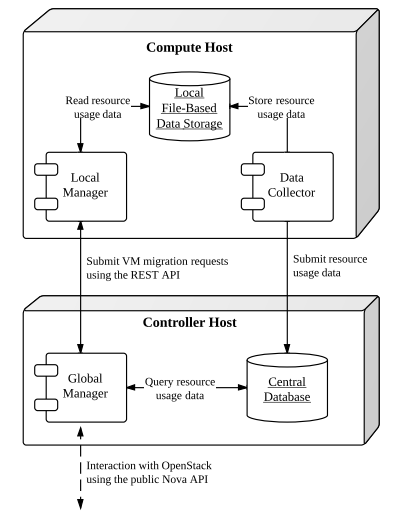 Compute Host
Local
File-Based
Data Storage
Read resource
usage data
Store resource
usage data
Local
Manager
Data
Collector
Submit VM migration requests
using the REST API
Submit resource
usage data
Controller Host
Global
Manager
Query resource
usage data
Central
Database
Interaction with OpenStack
using the public Nova API